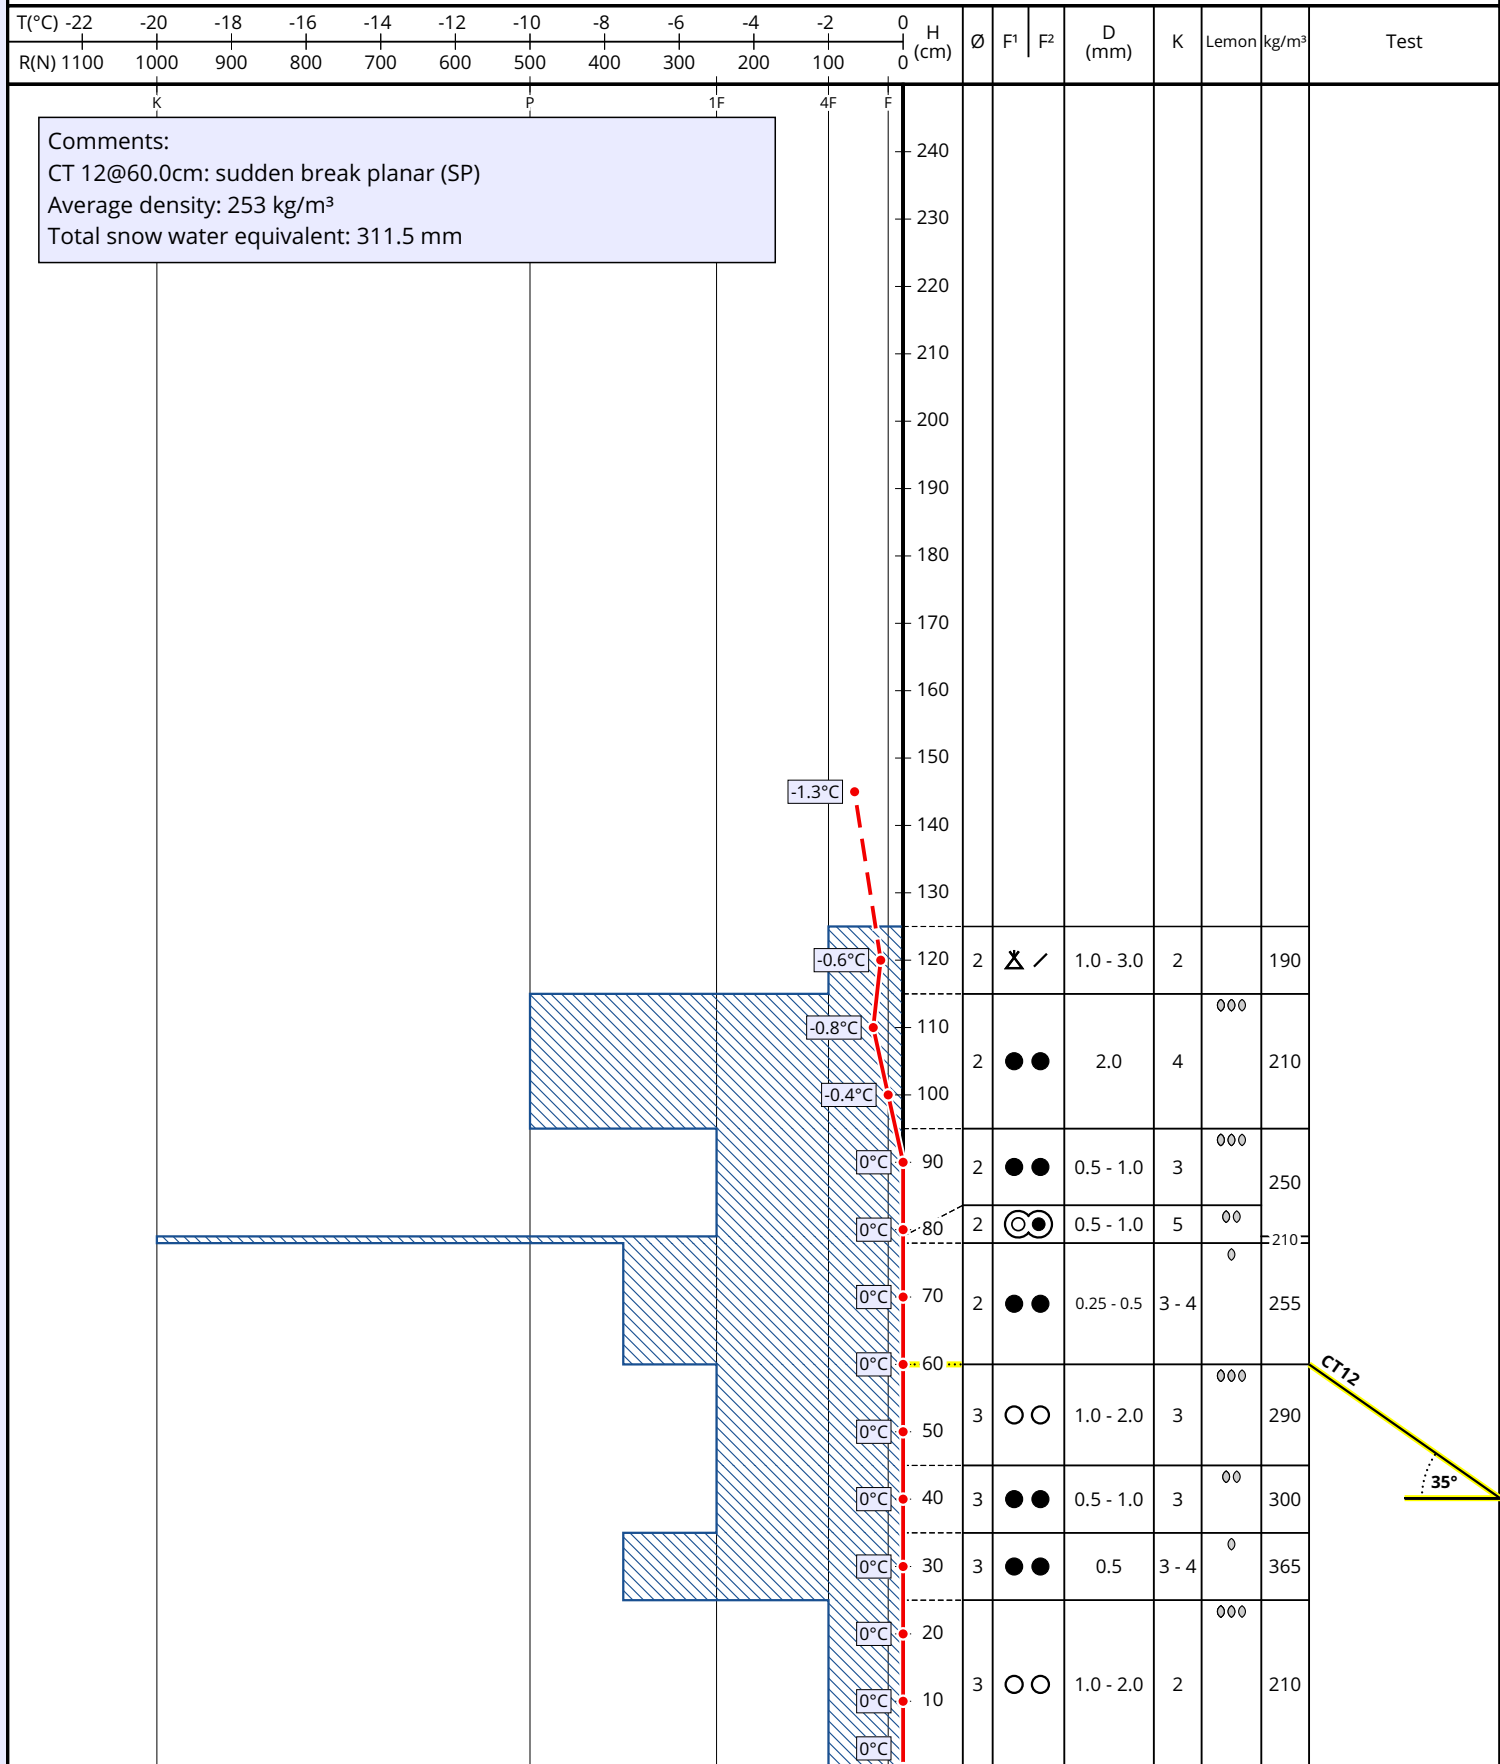 T(°C) -22 -20 -18 -16 -14 -12 -10 -8 -6 -4 -2 0
R(N) 1100 1000 900 800 700 600 500 400 300 200 100 0
H (cm) Ø F¹ F² D (mm) K Lemon kg/m³ Test
K P 1F 4F F
Comments:
CT 12@60.0cm: sudden break planar (SP)
Average density: 253 kg/m³
Total snow water equivalent: 311.5 mm
240
230
220
210
200
190
180
170
160
150
-1.3°C
140
130
-0.6°C 120 2 1.0 - 3.0 2 190
-0.8°C 110
2 2.0 4 210
-0.4°C 100
0°C 90 2 0.5 - 1.0 3 250
0°C 80 2 0.5 - 1.0 5 210
0°C 70 2 0.25 - 0.5 3 - 4 255
0°C 60 CT12
3 1.0 - 2.0 3 290
0°C 50
35°
0°C 40 3 0.5 - 1.0 3 300
0°C 30 3 0.5 3 - 4 365
0°C 20
3 1.0 - 2.0 2 210
0°C 10
0°C